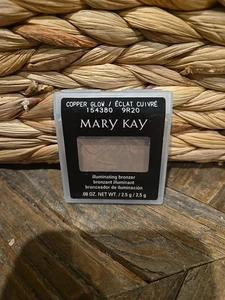 COPPER GLOW / ÉCLAT CUIVRÉ
154380 9R20
MARY KAY
illuminating bronzer
bronzant illuminant
bronceador de iluminación
.08 OZ. NET WT. / 2.5 g / 2,5 g